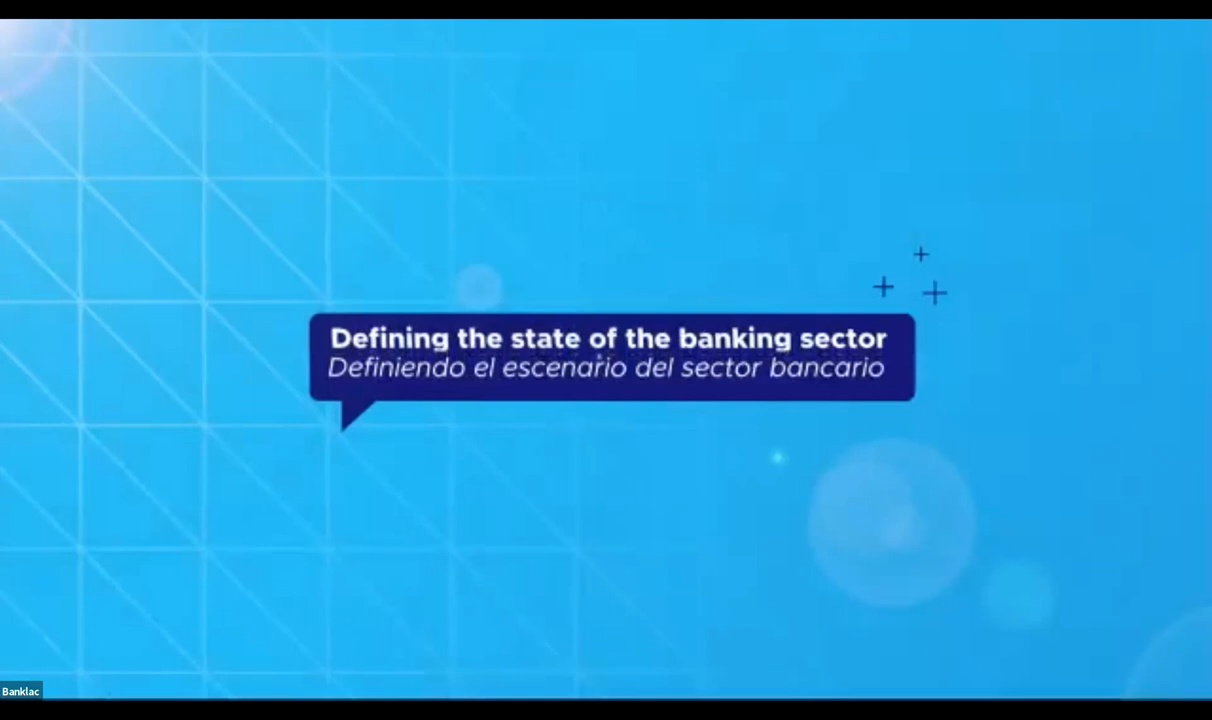 Defining the state of the banking sector
Definiendo el escenario del sector bancario
Banklac